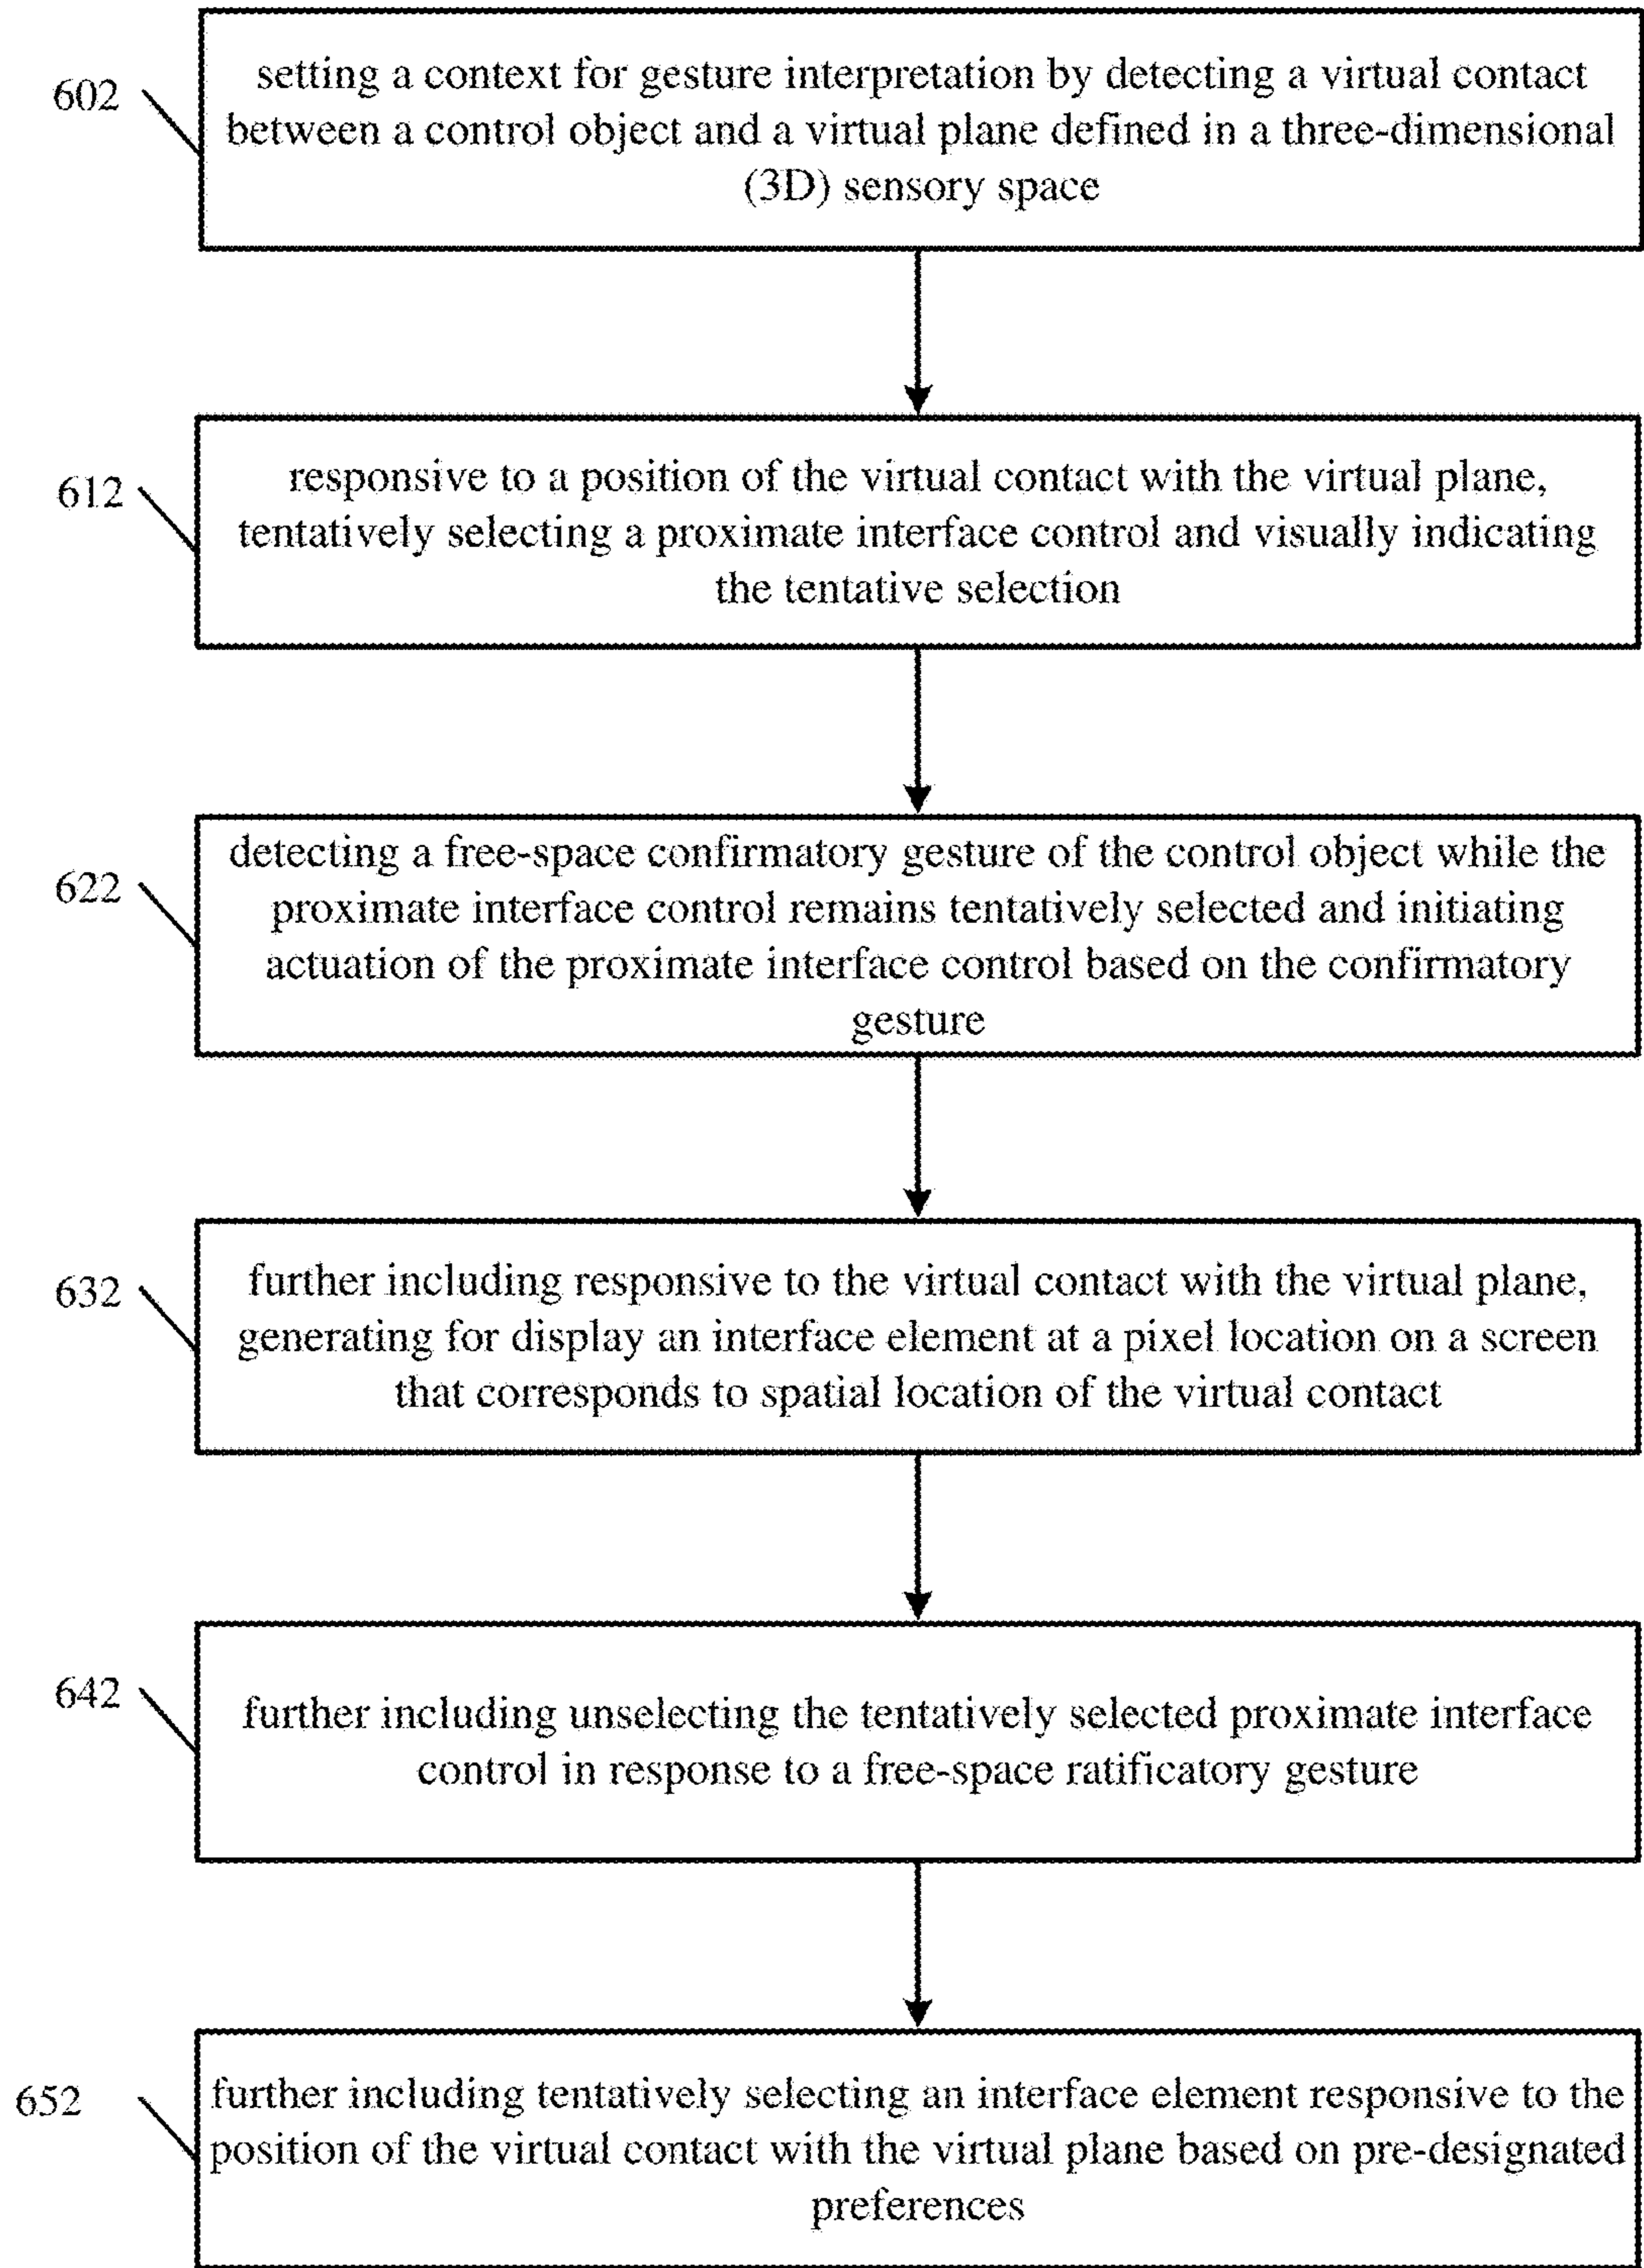 602
setting a context for gesture interpretation by detecting a virtual contact
between a control object and a virtual plane defined in a three-dimensional
(3D) sensory space
612
responsive to a position of the virtual contact with the virtual plane,
tentatively selecting a proximate interface control and visually indicating
the tentative selection
622
detecting a free-space confirmatory gesture of the control object while the
proximate interface control remains tentatively selected and initiating
actuation of the proximate interface control based on the confirmatory
gesture
632
further including responsive to the virtual contact with the virtual plane,
generating for display an interface element at a pixel location on a screen
that corresponds to spatial location of the virtual contact
642
further including unselecting the tentatively selected proximate interface
control in response to a free-space ratificatory gesture
652
further including tentatively selecting an interface element responsive to the
position of the virtual contact with the virtual plane based on pre-designated
preferences